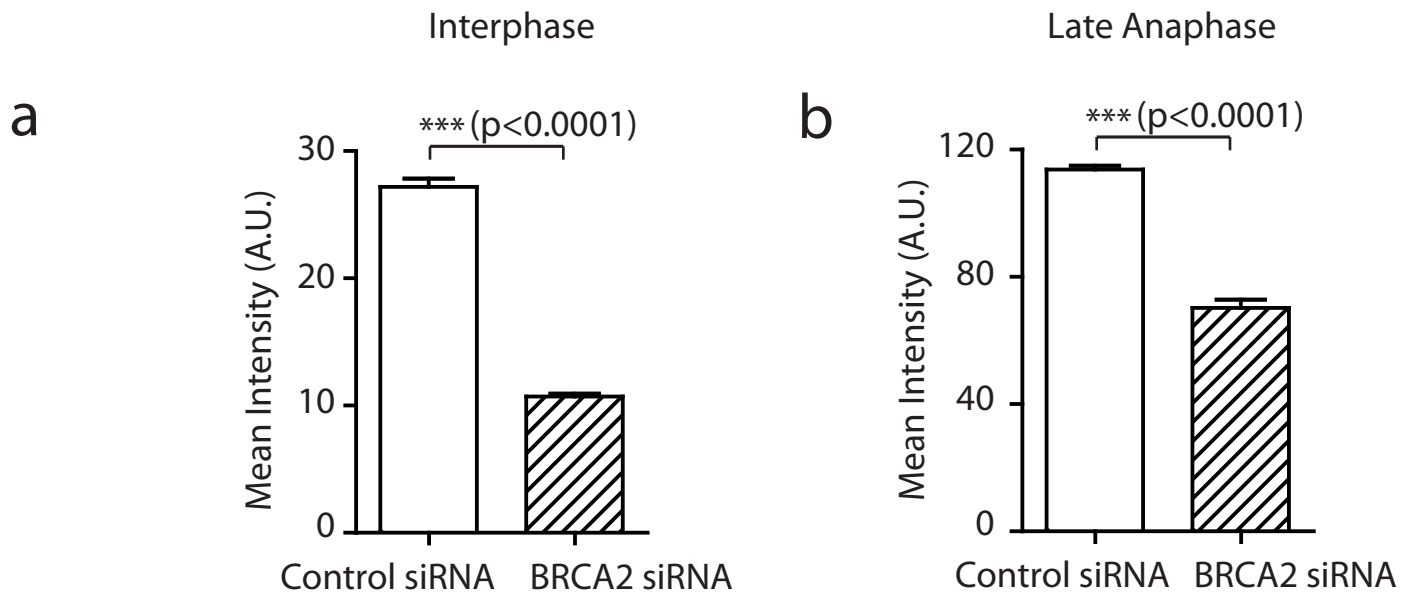 Interphase
Late Anaphase
a
*** (p<0.0001)
30
20
10
0
Mean Intensity (A.U.)
Control siRNA
BRCA2 siRNA
b
*** (p<0.0001)
120
80
40
0
Mean Intensity (A.U.)
Control siRNA
BRCA2 siRNA